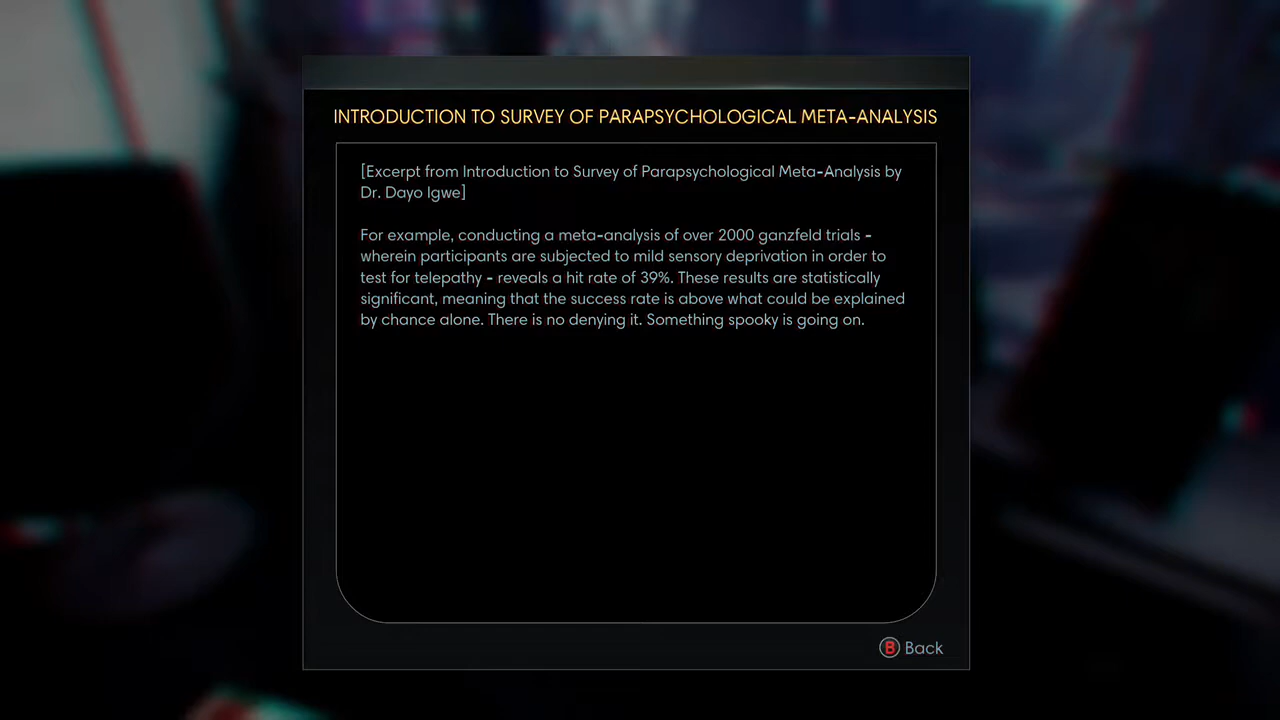 INTRODUCTION TO SURVEY OF PARAPSYCHOLOGICAL META-ANALYSIS
[Excerpt from Introduction to Survey of Parapsychological Meta-Analysis by
Dr. Dayo Igwe]
For example, conducting a meta-analysis of over 2000 ganzfeld trials -
wherein participants are subjected to mild sensory deprivation in order to
test for telepathy - reveals a hit rate of 39%. These results are statistically
significant, meaning that the success rate is above what could be explained
by chance alone. There is no denying it. Something spooky is going on.
B Back